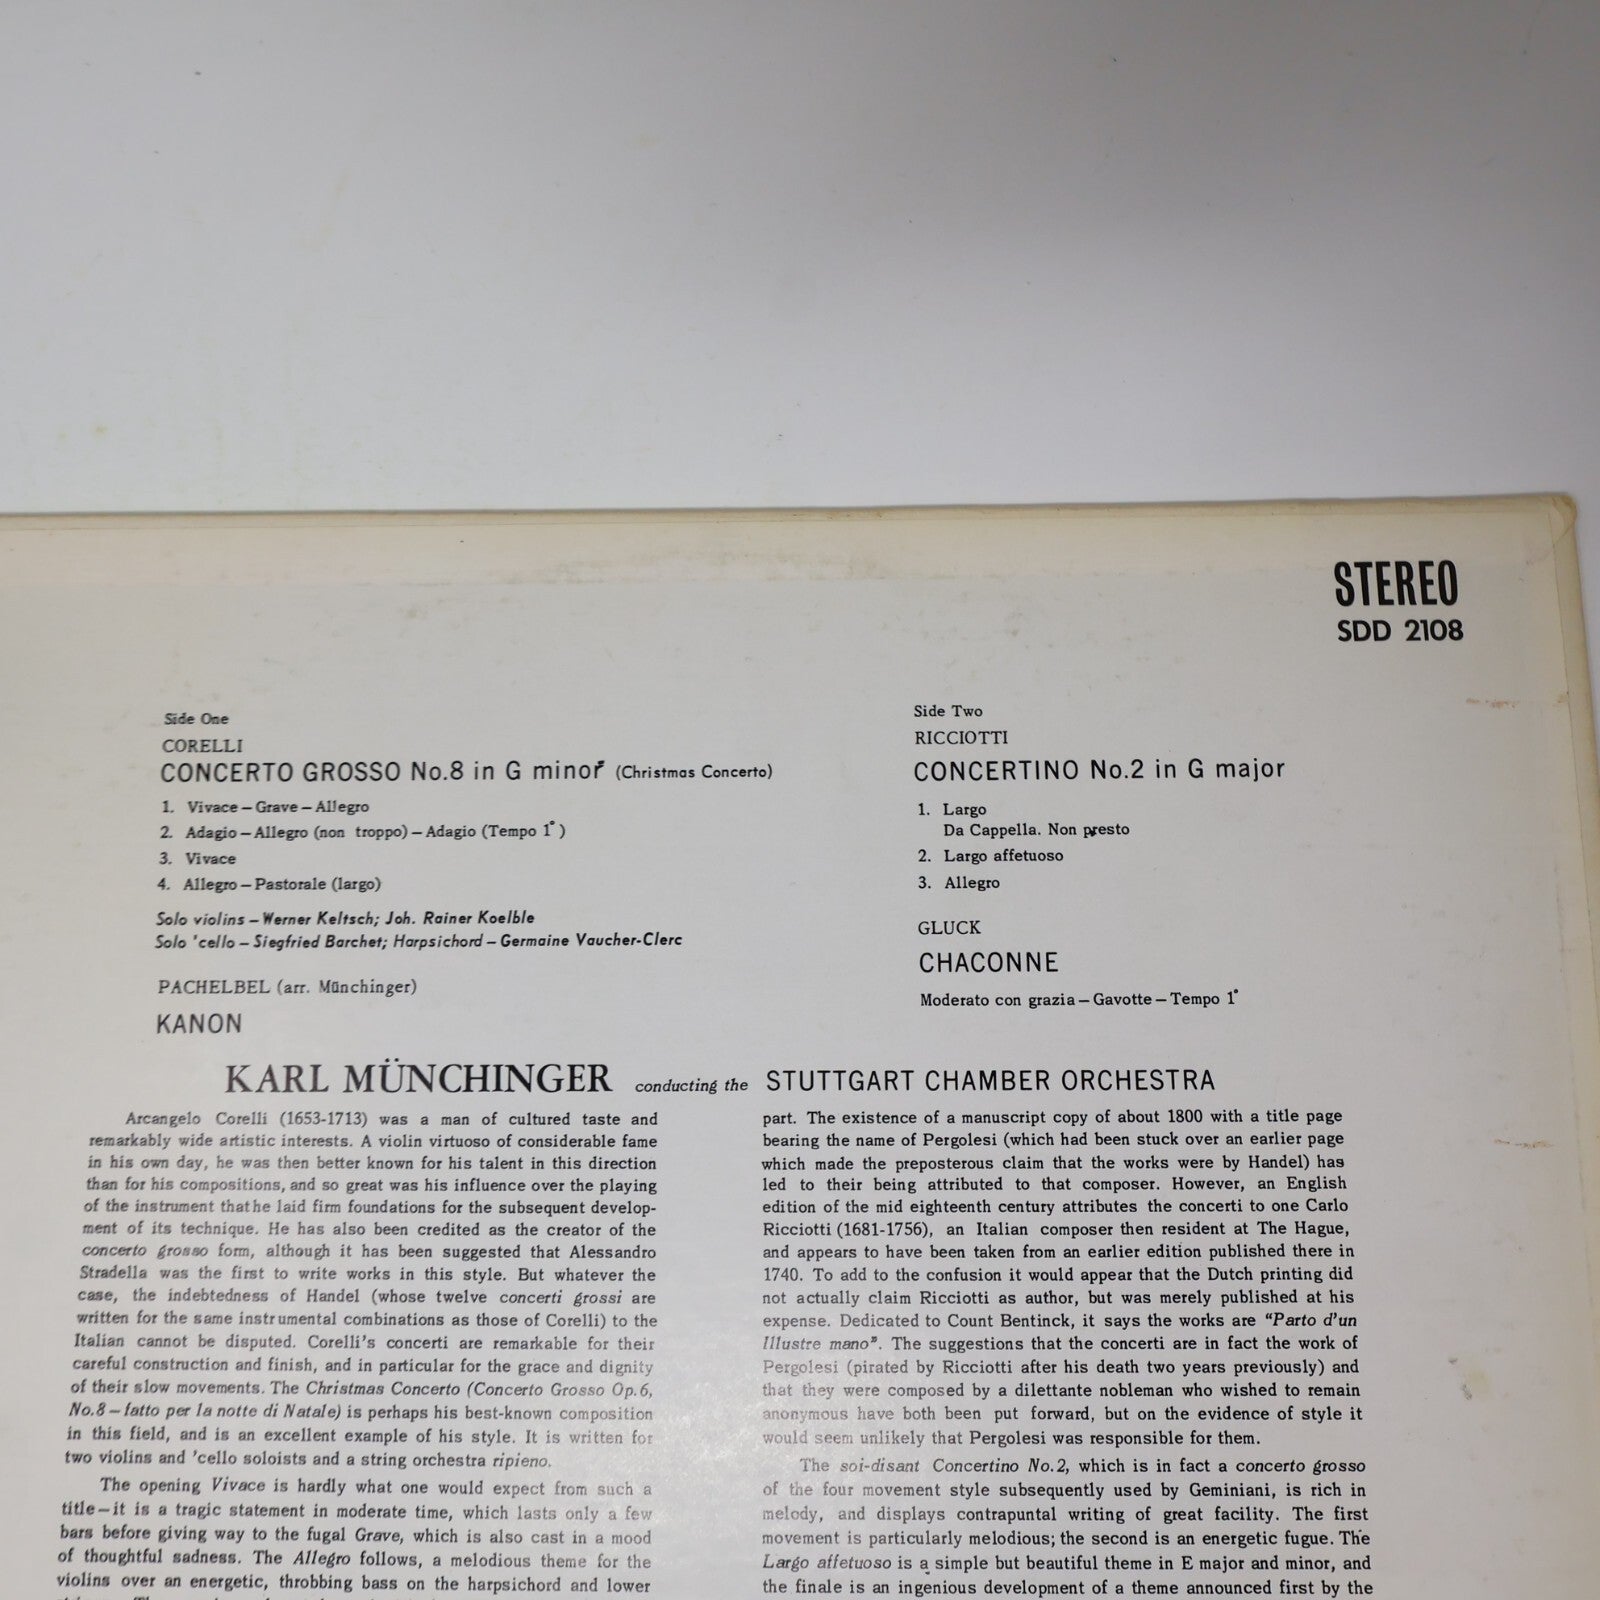 STEREO
SDD 2108
Side One
CORELLI
CONCERTO GROSSO No.8 in G minor (Christmas Concerto)
1. Vivace – Grave – Allegro
2. Adagio – Allegro (non troppo) – Adagio (Tempo 1°)
3. Vivace
4. Allegro – Pastorale (largo)
Solo violins – Werner Keltsch; Joh. Rainer Koelble
Solo 'cello – Siegfried Barchet; Harpsichord – Germaine Vaucher-Clerc
PACHELBEL (arr. Münchinger)
KANON
Side Two
RICCIOTTI
CONCERTINO No.2 in G major
1. Largo
Da Cappella. Non presto
2. Largo affetuoso
3. Allegro
GLUCK
CHACONNE
Moderato con grazia – Gavotte – Tempo 1°
KARL MÜNCHINGER conducting the STUTTGART CHAMBER ORCHESTRA
Arcangelo Corelli (1653-1713) was a man of cultured taste and
remarkably wide artistic interests. A violin virtuoso of considerable fame
in his own day, he was then better known for his talent in this direction
than for his compositions, and so great was his influence over the playing
of the instrument that he laid firm foundations for the subsequent develop-
ment of its technique. He has also been credited as the creator of the
concerto grosso form, although it has been suggested that Alessandro
Stradella was the first to write works in this style. But whatever the
case, the indebtedness of Handel (whose twelve concerti grossi are
written for the same instrumental combinations as those of Corelli) to the
Italian cannot be disputed. Corelli's concerti are remarkable for their
careful construction and finish, and in particular for the grace and dignity
of their slow movements. The Christmas Concerto (Concerto Grosso Op.6,
No.8 – fatto per la notte di Natale) is perhaps his best-known composition
in this field, and is an excellent example of his style. It is written for
two violins and 'cello soloists and a string orchestra ripieno.
The opening Vivace is hardly what one would expect from such a
title – it is a tragic statement in moderate time, which lasts only a few
bars before giving way to the fugal Grave, which is also cast in a mood
of thoughtful sadness. The Allegro follows, a melodious theme for the
violins over an energetic, throbbing bass on the harpsichord and lower
part. The existence of a manuscript copy of about 1800 with a title page
bearing the name of Pergolesi (which had been stuck over an earlier page
which made the preposterous claim that the works were by Handel) has
led to their being attributed to that composer. However, an English
edition of the mid eighteenth century attributes the concerti to one Carlo
Ricciotti (1681-1756), an Italian composer then resident at The Hague,
and appears to have been taken from an earlier edition published there in
1740. To add to the confusion it would appear that the Dutch printing did
not actually claim Ricciotti as author, but was merely published at his
expense. Dedicated to Count Bentinck, it says the works are "Parto d'un
Illustre mano". The suggestions that the concerti are in fact the work of
Pergolesi (pirated by Ricciotti after his death two years previously) and
that they were composed by a dilettante nobleman who wished to remain
anonymous have both been put forward, but on the evidence of style it
would seem unlikely that Pergolesi was responsible for them.
The soi-disant Concertino No.2, which is in fact a concerto grosso
of the four movement style subsequently used by Geminiani, is rich in
melody, and displays contrapuntal writing of great facility. The first
movement is particularly melodious; the second is an energetic fugue. The
Largo affetuoso is a simple but beautiful theme in E major and minor, and
the finale is an ingenious development of a theme announced first by the